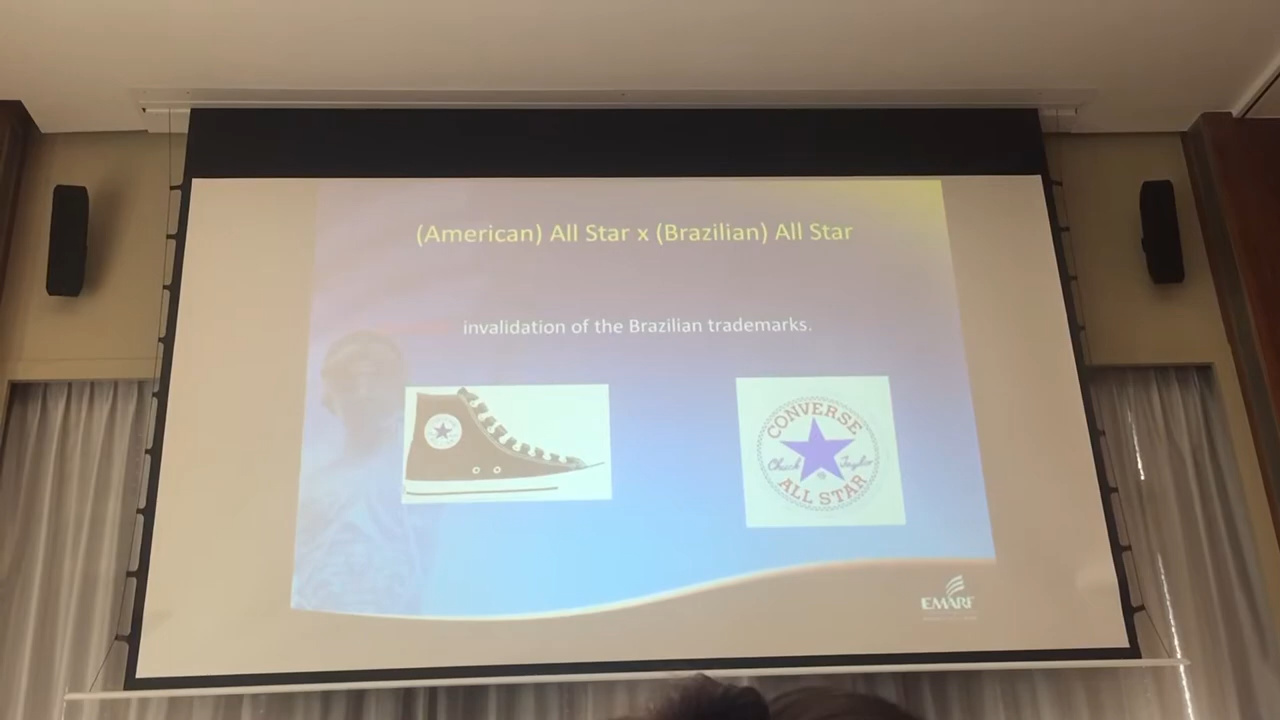 (American) All Star x (Brazilian) All Star
invalidation of the Brazilian trademarks.
CONVERSE
Chuck Taylor
ALL STAR
EMARF